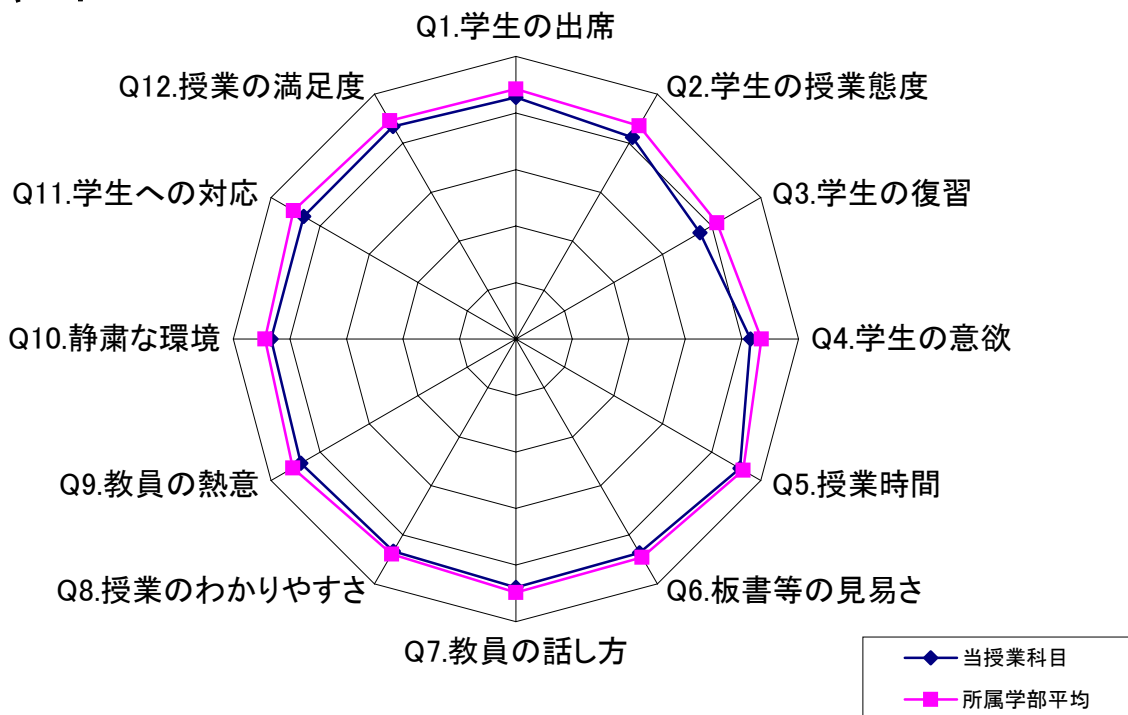 Q1.学生の出席
Q2.学生の授業態度
Q3.学生の復習
Q4.学生の意欲
Q5.授業時間
Q6.板書等の見易さ
Q7.教員の話し方
Q8.授業のわかりやすさ
Q9.教員の熱意
Q10.静粛な環境
Q11.学生への対応
Q12.授業の満足度
当授業科目
所属学部平均